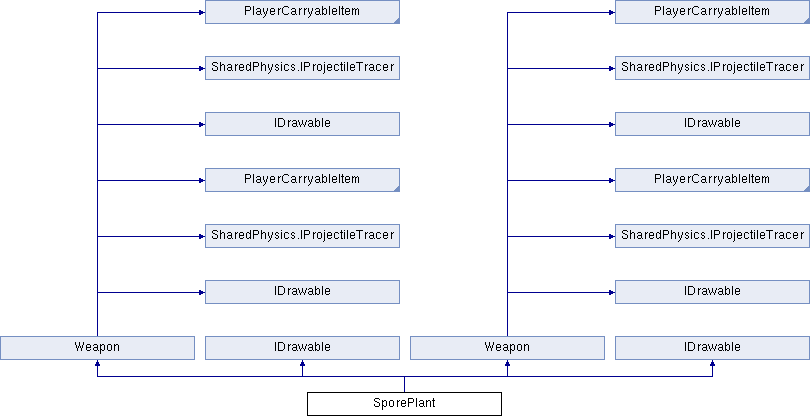 PlayerCarryableItem PlayerCarryableItem
SharedPhysics.IProjectileTracer SharedPhysics.IProjectileTracer
IDrawable IDrawable
PlayerCarryableItem PlayerCarryableItem
SharedPhysics.IProjectileTracer SharedPhysics.IProjectileTracer
IDrawable IDrawable
Weapon IDrawable Weapon IDrawable
SporePlant